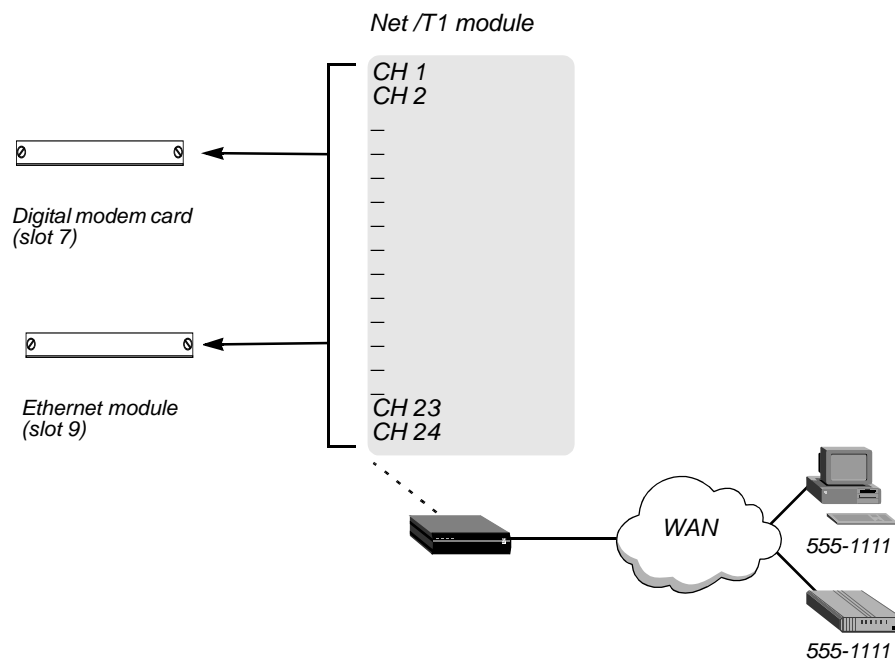 Net /T1 module
CH 1
CH 2
Digital modem card
(slot 7)
Ethernet module
(slot 9)
CH 23
CH 24
WAN
555-1111
555-1111